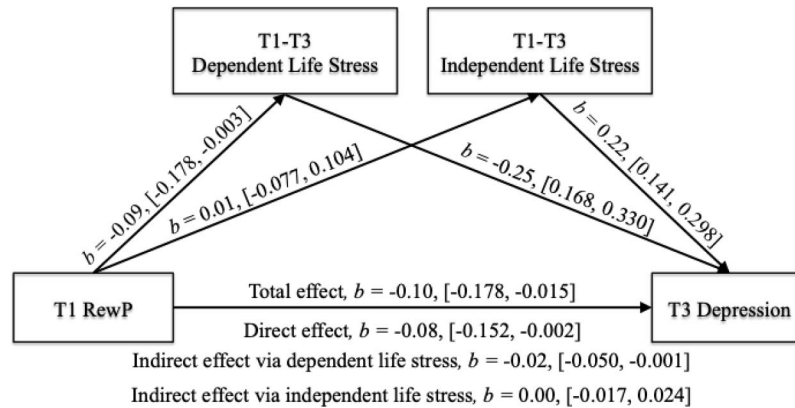 T1-T3
Dependent Life Stress
T1-T3
Independent Life Stress
b = -0.09, [-0.178, -0.003]
b = 0.01, [-0.077, 0.104]
b = -0.25, [0.168, 0.330]
b = 0.22, [0.141, 0.298]
T1 RewP
Total effect, b = -0.10, [-0.178, -0.015]
T3 Depression
Direct effect, b = -0.08, [-0.152, -0.002]
Indirect effect via dependent life stress, b = -0.02, [-0.050, -0.001]
Indirect effect via independent life stress, b = 0.00, [-0.017, 0.024]